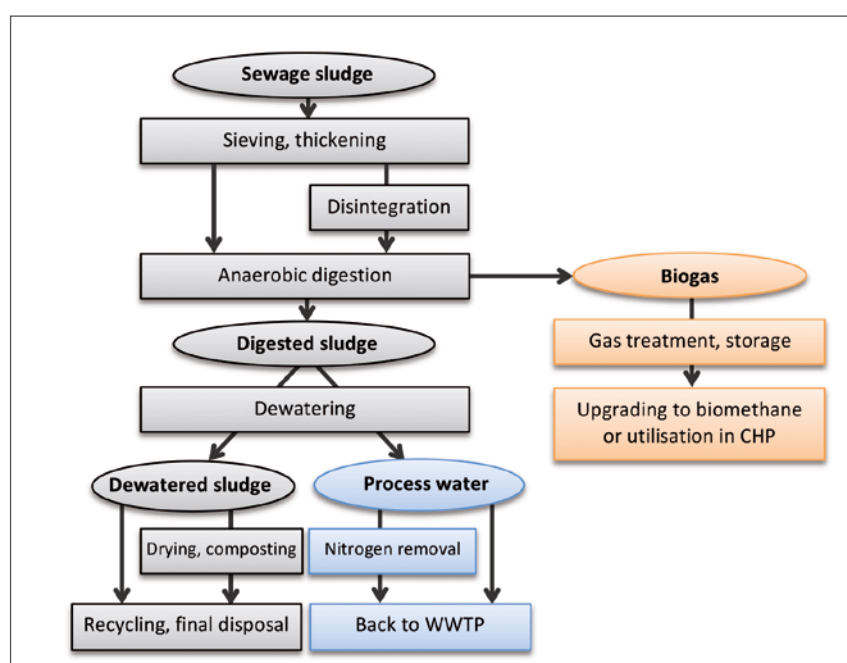 Sewage sludge
Sieving, thickening
Disintegration
Anaerobic digestion
Biogas
Digested sludge
Gas treatment, storage
Dewatering
Upgrading to biomethane
or utilisation in CHP
Dewatered sludge
Process water
Drying, composting
Nitrogen removal
Recycling, final disposal
Back to WWTP